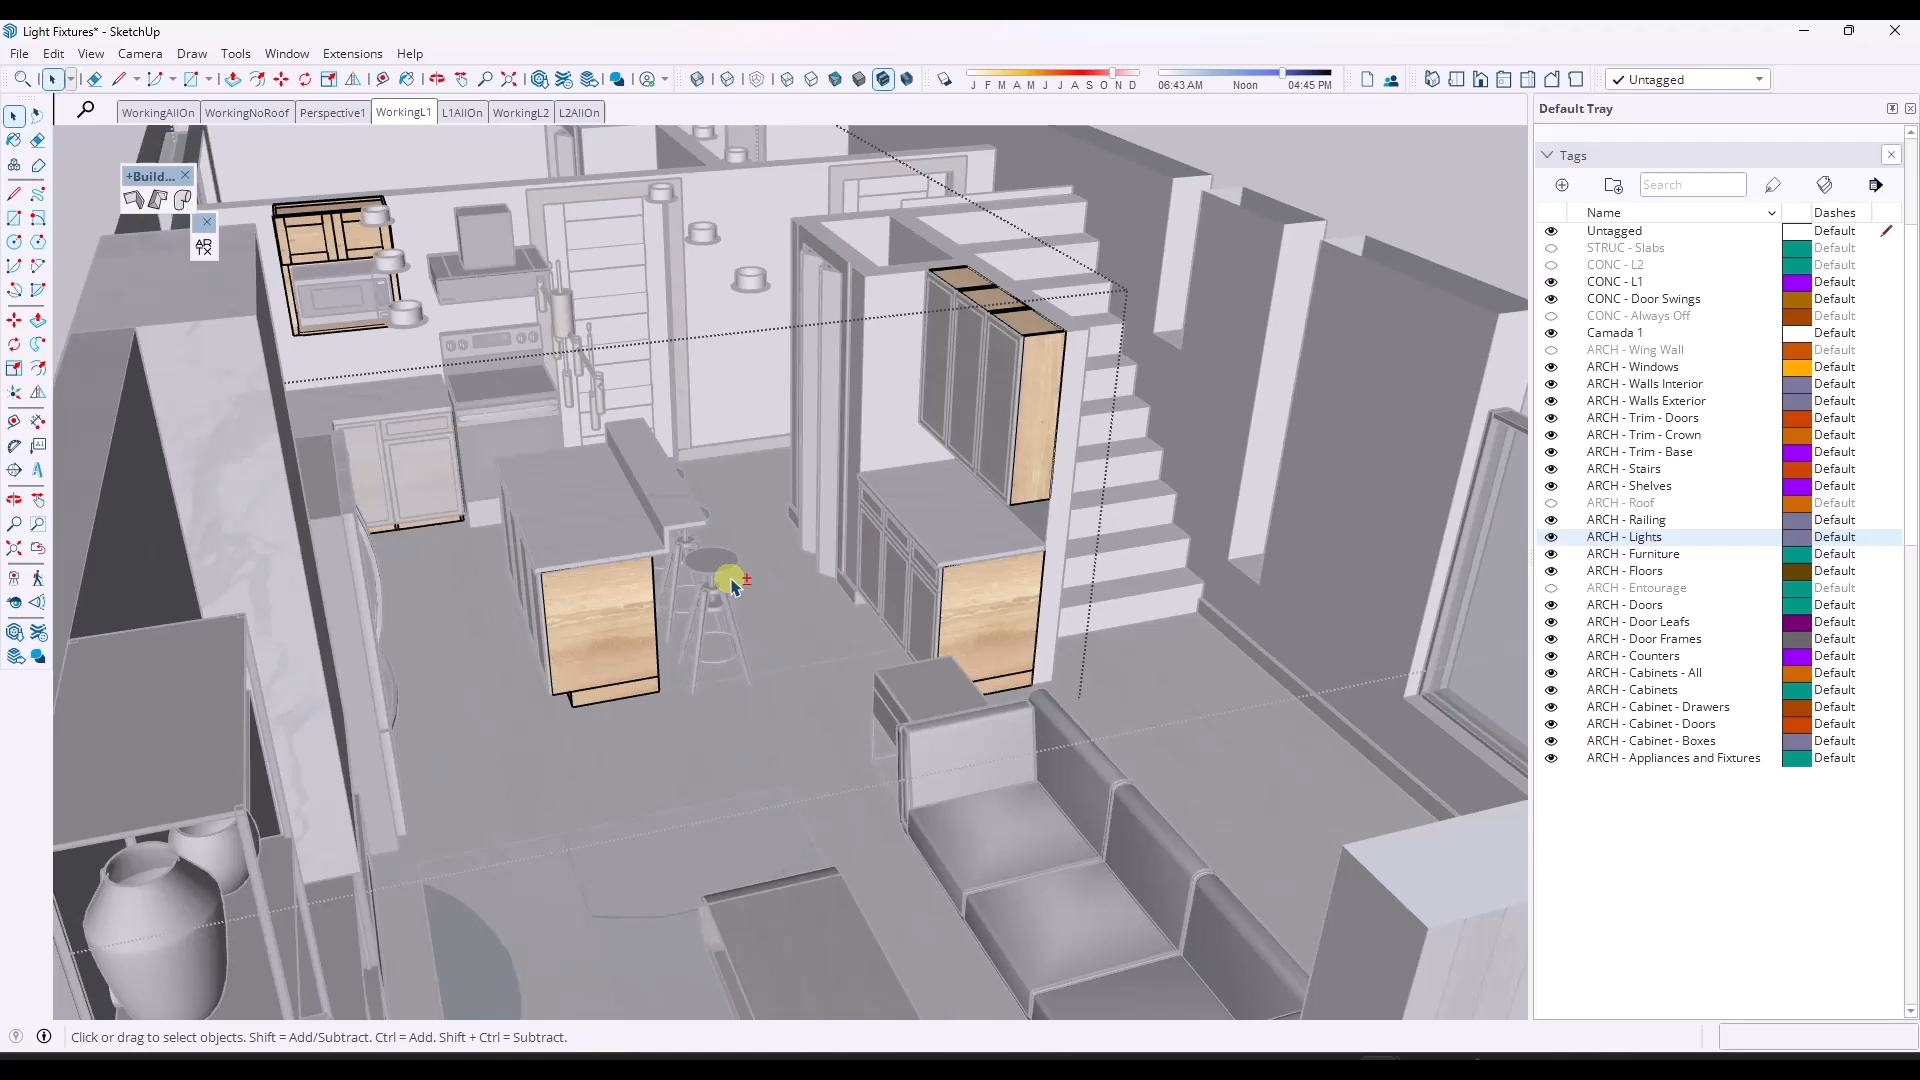 Light Fixtures* - SketchUp
File Edit View Camera Draw Tools Window Extensions Help
J F M A M J J A S O N D
06:43 AM Noon 04:45 PM
Untagged
WorkingAllOn WorkingNoRoof Perspective1 WorkingL1 L1AllOn WorkingL2 L2AllOn
+Build...
AR
TX
Default Tray
Tags
Search
Name Dashes
Untagged Default
STRUC - Slabs Default
CONC - L2 Default
CONC - L1 Default
CONC - Door Swings Default
CONC - Always Off Default
Camada 1 Default
ARCH - Wing Wall Default
ARCH - Windows Default
ARCH - Walls Interior Default
ARCH - Walls Exterior Default
ARCH - Trim - Doors Default
ARCH - Trim - Crown Default
ARCH - Trim - Base Default
ARCH - Stairs Default
ARCH - Shelves Default
ARCH - Roof Default
ARCH - Railing Default
ARCH - Lights Default
ARCH - Furniture Default
ARCH - Floors Default
ARCH - Entourage Default
ARCH - Doors Default
ARCH - Door Leafs Default
ARCH - Door Frames Default
ARCH - Counters Default
ARCH - Cabinets - All Default
ARCH - Cabinets Default
ARCH - Cabinet - Drawers Default
ARCH - Cabinet - Doors Default
ARCH - Cabinet - Boxes Default
ARCH - Appliances and Fixtures Default
Click or drag to select objects. Shift = Add/Subtract. Ctrl = Add. Shift + Ctrl = Subtract.